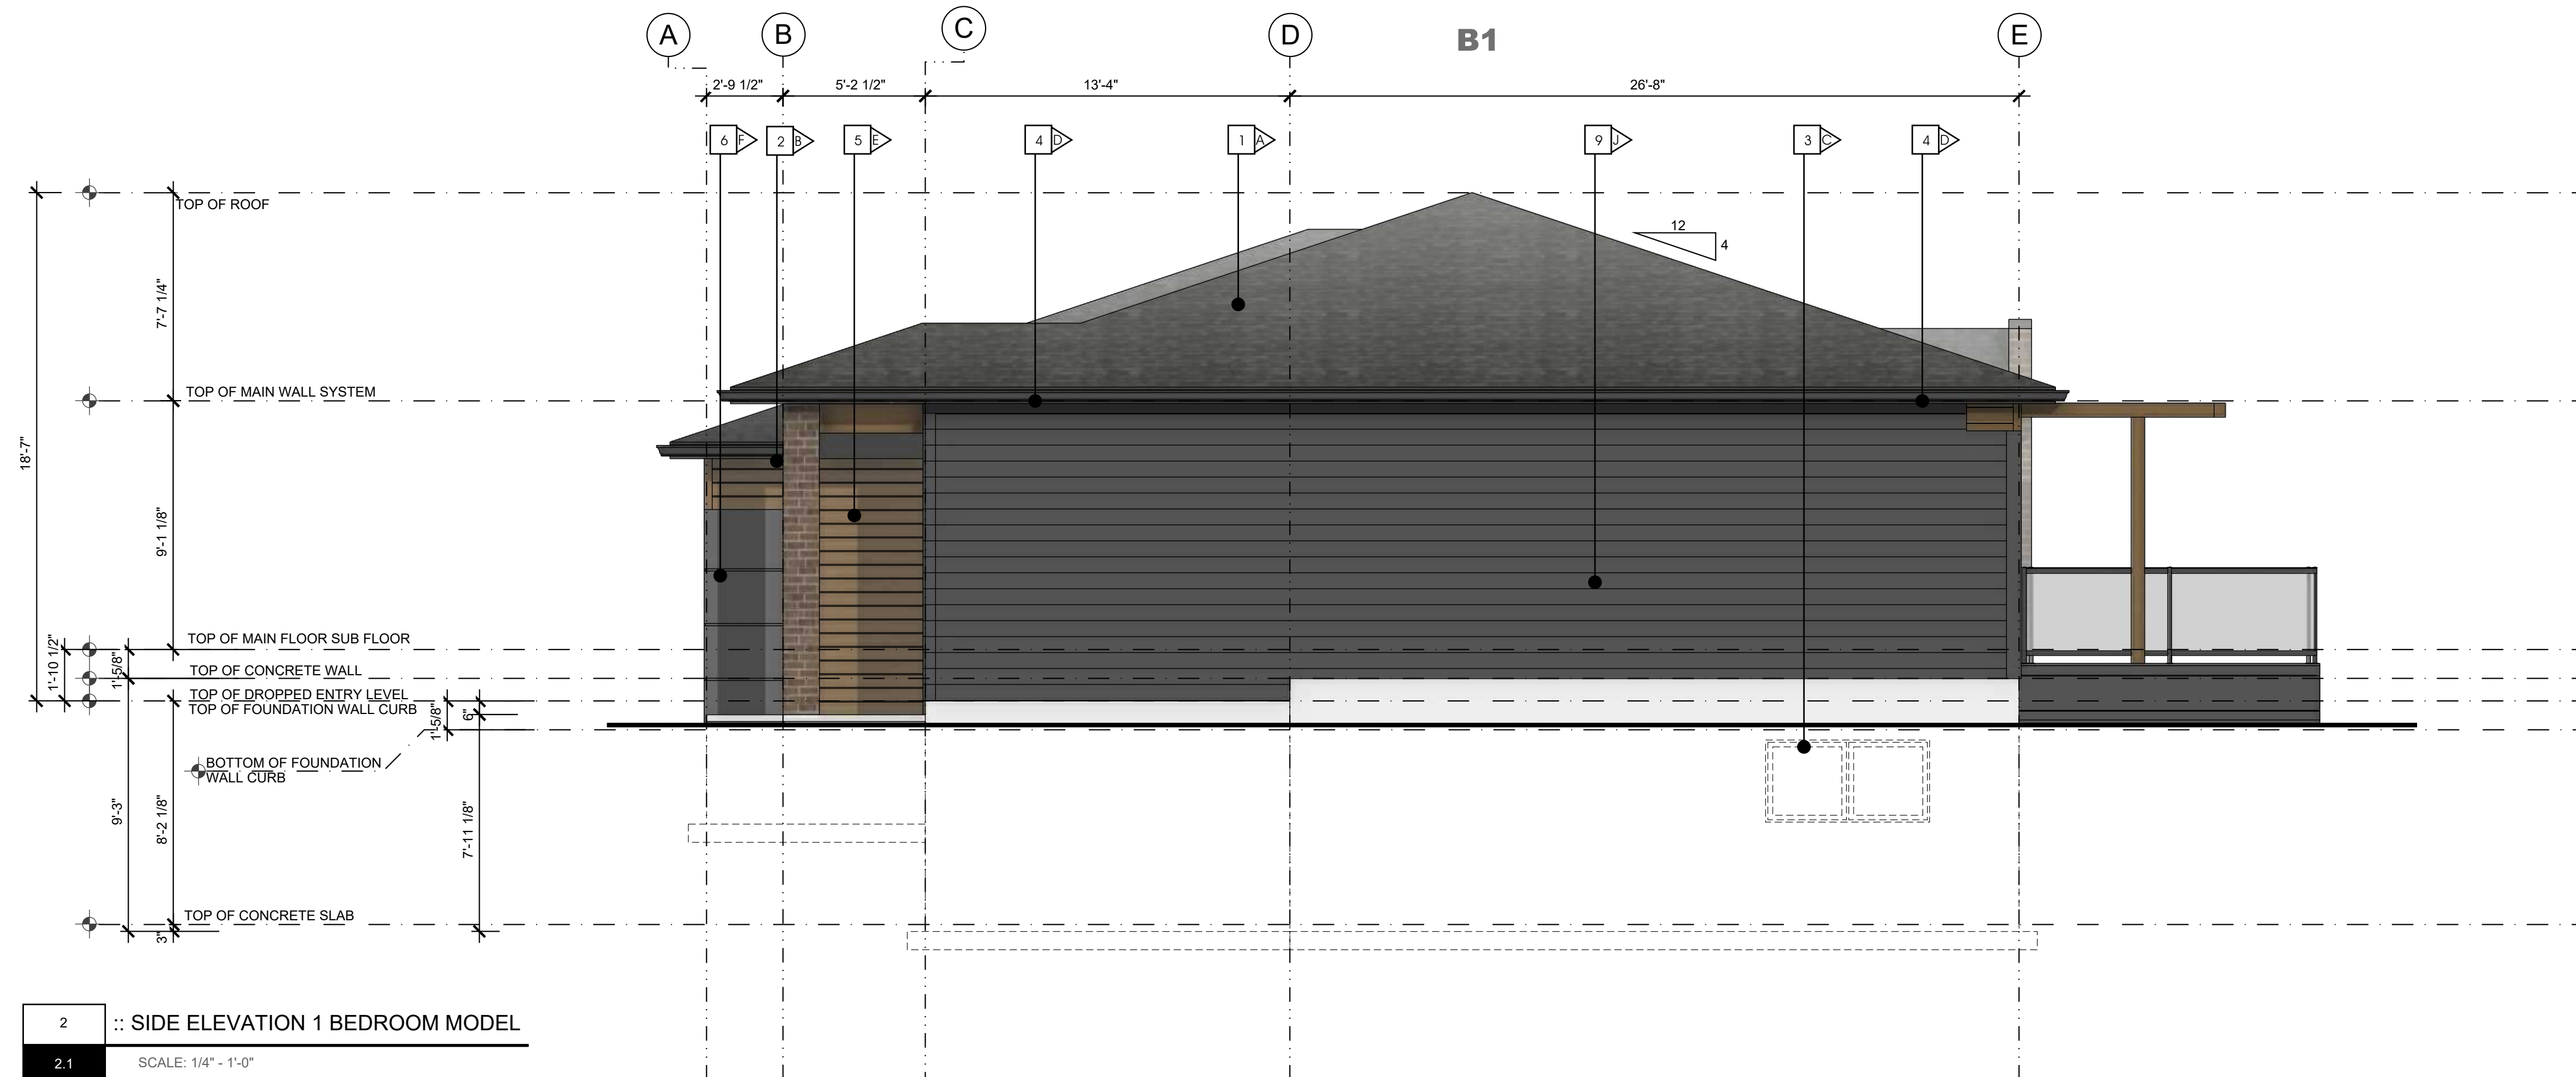 A B C D B1 E
2'-9 1/2" 5'-2 1/2" 13'-4" 26'-8"
6 F 2 B 5 E 4 D 1 A 9 J 3 C 4 D
TOP OF ROOF
12
4
7'-7 1/4"
18'-7"
TOP OF MAIN WALL SYSTEM
9'-1 1/8"
TOP OF MAIN FLOOR SUB FLOOR
1'-10 1/2"
1'-5/8"
TOP OF CONCRETE WALL
TOP OF DROPPED ENTRY LEVEL
TOP OF FOUNDATION WALL CURB
1'-5/8"
6"
BOTTOM OF FOUNDATION
WALL CURB
9'-3"
8'-2 1/8"
7'-11 1/8"
TOP OF CONCRETE SLAB
3"
2 :: SIDE ELEVATION 1 BEDROOM MODEL
2.1 SCALE: 1/4" - 1'-0"